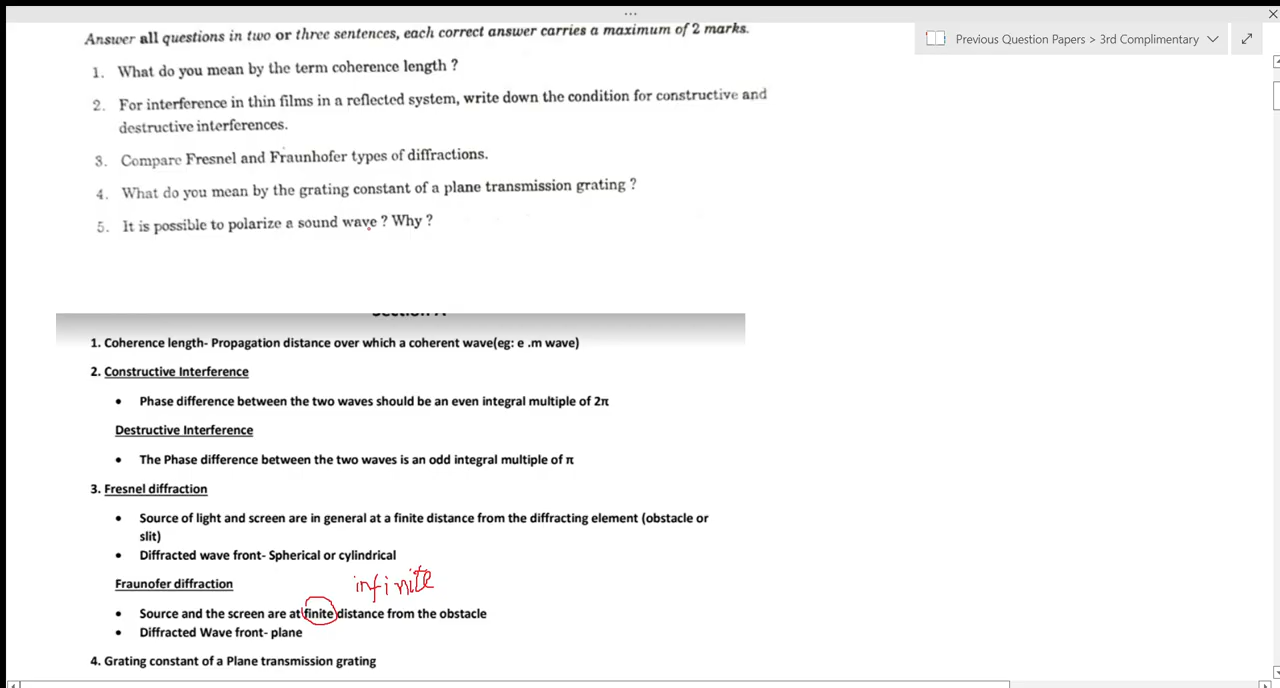 ...
Previous Question Papers > 3rd Complimentary
Answer all questions in two or three sentences, each correct answer carries a maximum of 2 marks.
1. What do you mean by the term coherence length ?
2. For interference in thin films in a reflected system, write down the condition for constructive and
destructive interferences.
3. Compare Fresnel and Fraunhofer types of diffractions.
4. What do you mean by the grating constant of a plane transmission grating ?
5. It is possible to polarize a sound wave ? Why ?
1. Coherence length- Propagation distance over which a coherent wave(eg: e .m wave)
2. Constructive Interference
• Phase difference between the two waves should be an even integral multiple of 2π
Destructive Interference
• The Phase difference between the two waves is an odd integral multiple of π
3. Fresnel diffraction
• Source of light and screen are in general at a finite distance from the diffracting element (obstacle or
slit)
• Diffracted wave front- Spherical or cylindrical
infinite
Fraunofer diffraction
• Source and the screen are at finite distance from the obstacle
• Diffracted Wave front- plane
4. Grating constant of a Plane transmission grating